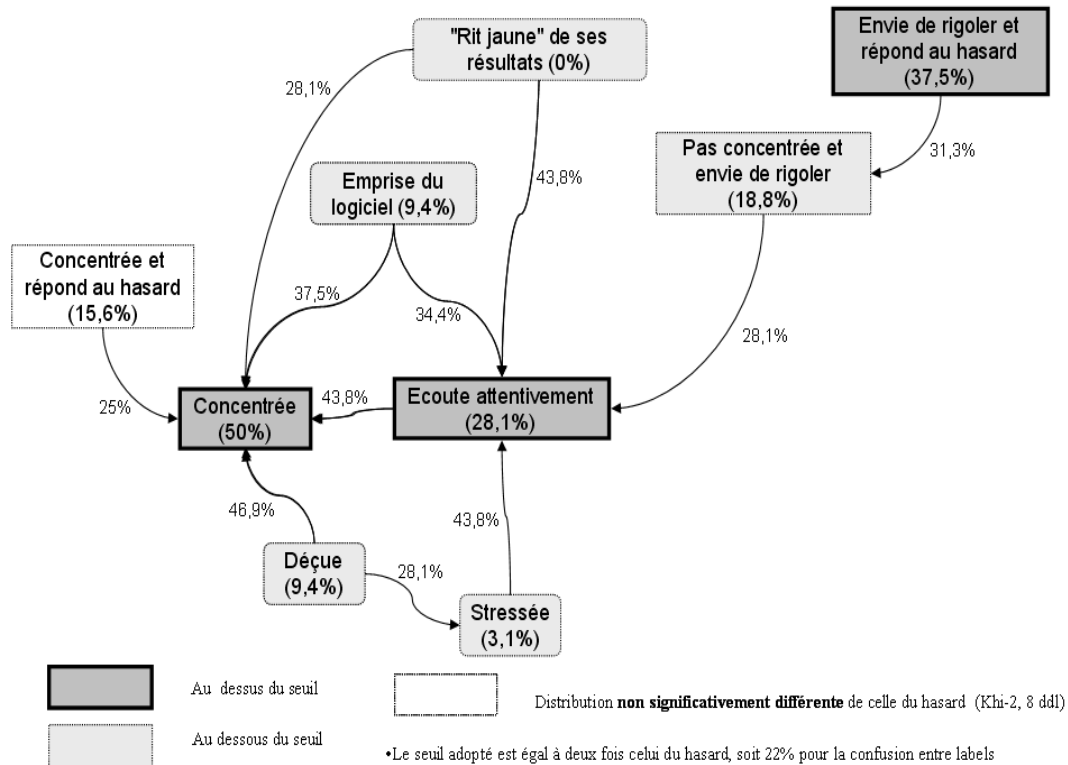 "Rit jaune" de ses
résultats (0%)
Envie de rigoler et
répond au hasard
(37,5%)
28,1%
43,8%
31,3%
Pas concentrée et
envie de rigoler
(18,8%)
Emprise du
logiciel (9,4%)
Concentrée et
répond au hasard
(15,6%)
37,5%
34,4%
28,1%
25%
Concentrée
(50%)
43,8%
Ecoute attentivement
(28,1%)
46,9%
43,8%
Déçue
(9,4%)
28,1%
Stressée
(3,1%)
Au dessus du seuil
Distribution non significativement différente de celle du hasard (Khi-2, 8 ddl)
Au dessous du seuil
•Le seuil adopté est égal à deux fois celui du hasard, soit 22% pour la confusion entre labels